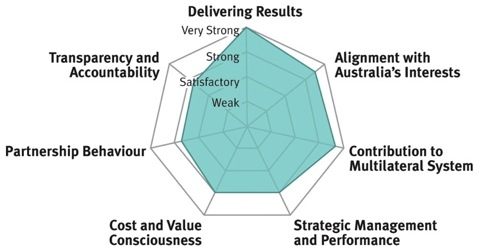 Delivering Results
Very Strong
Strong
Satisfactory
Weak
Transparency and
Accountability
Alignment with
Australia's Interests
Partnership Behaviour
Contribution to
Multilateral System
Cost and Value
Consciousness
Strategic Management
and Performance